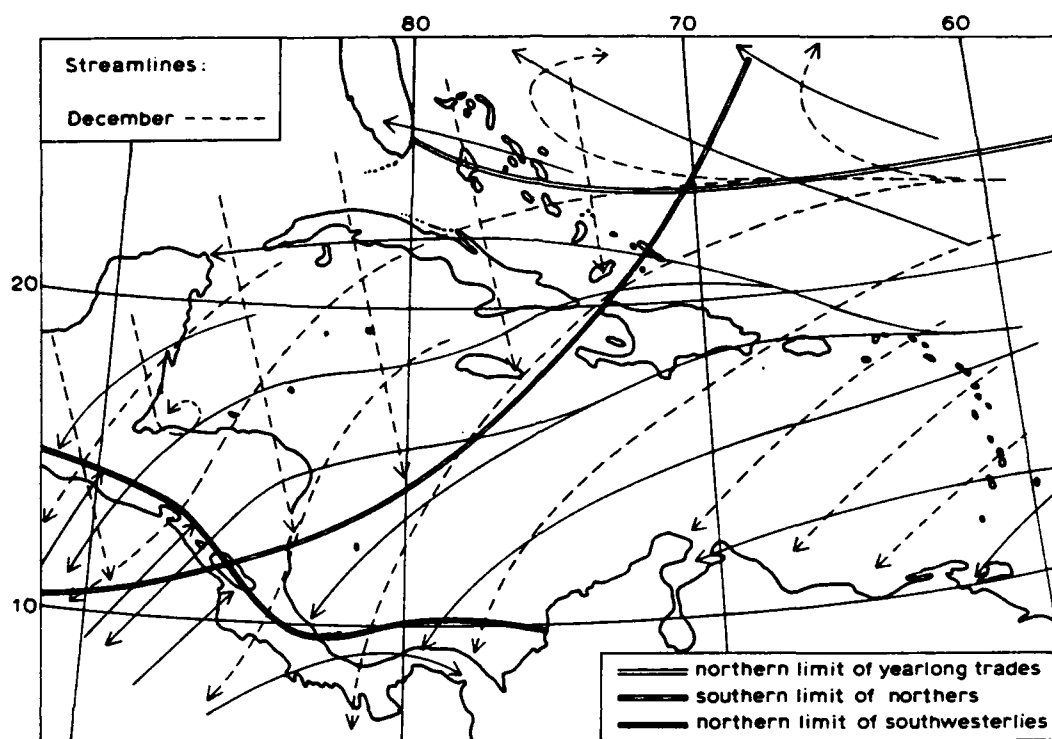 80
70
60
Streamlines:
December
20
10
northern limit of yearlong trades
southern limit of northers
northern limit of southwesterlies